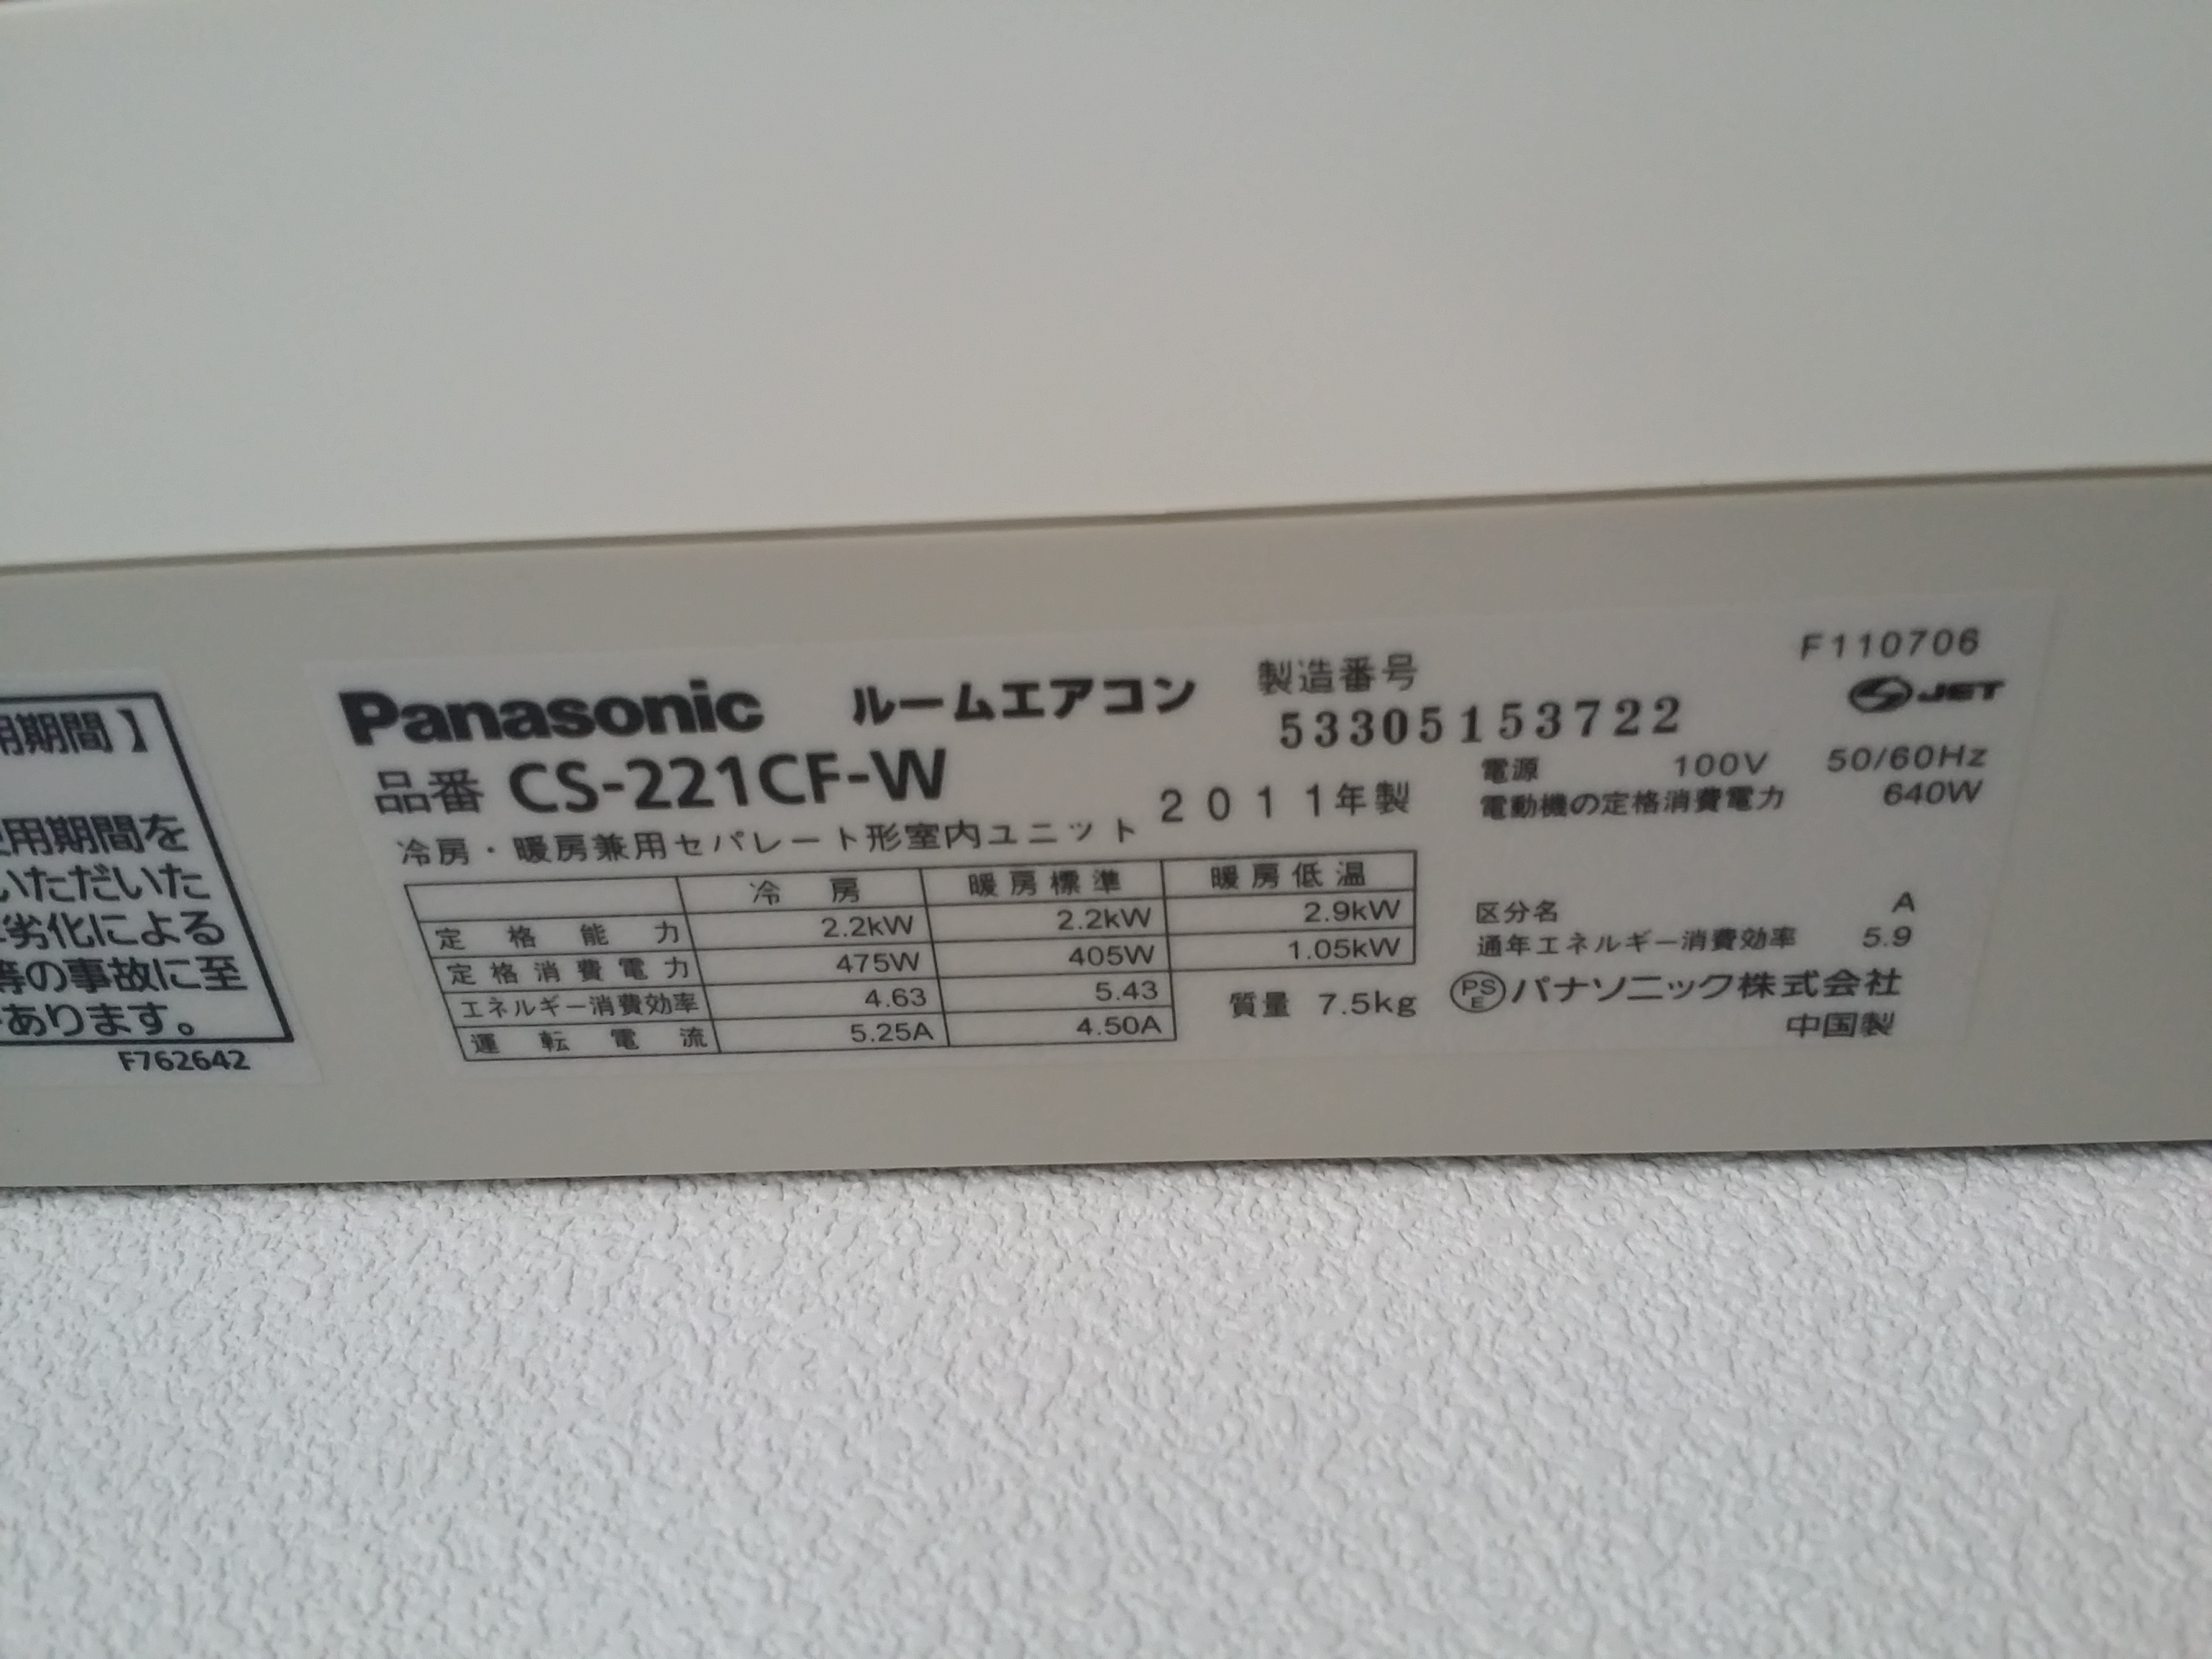 用期間】
使用期間を
いただいた
劣化による
等の事故に至
あります。
F762642
Panasonic ルームエアコン
品番 CS-221CF-W
冷房・暖房兼用セパレート形室内ユニット
2011年製
製造番号
53305153722
F110706
JET
電源 100V 50/60Hz
電動機の定格消費電力 640W
冷房 暖房標準 暖房低温
定格能力 2.2kW 2.2kW 2.9kW
定格消費電力 475W 405W 1.05kW
エネルギー消費効率 4.63 5.43
運転電流 5.25A 4.50A
質量 7.5kg
区分名 A
通年エネルギー消費効率 5.9
PSE パナソニック株式会社
中国製